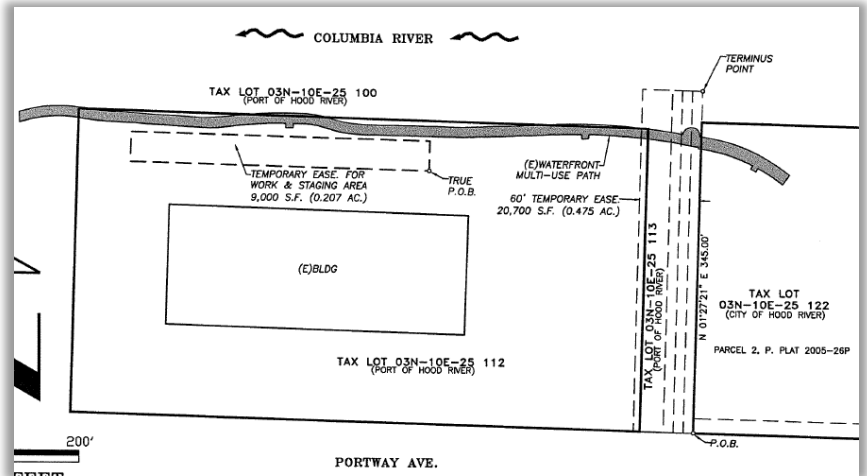 COLUMBIA RIVER
TERMINUS
POINT
TAX LOT 03N-10E-25 100
(PORT OF HOOD RIVER)
TEMPORARY EASE. FOR
WORK & STAGING AREA
9,000 S.F. (0.207 AC.)
TRUE
P.O.B.
(E)WATERFRONT
MULTI-USE PATH
60' TEMPORARY EASE.
20,700 S.F. (0.475 AC.)
(E)BLDG
TAX LOT 03N-10E-25 113
(PORT OF HOOD RIVER)
N 01°27'21" E 345.00'
TAX LOT
03N-10E-25 122
(CITY OF HOOD RIVER)
PARCEL 2, P. PLAT 2005-26P
TAX LOT 03N-10E-25 112
(PORT OF HOOD RIVER)
P.O.B.
200'
PORTWAY AVE.
FEET